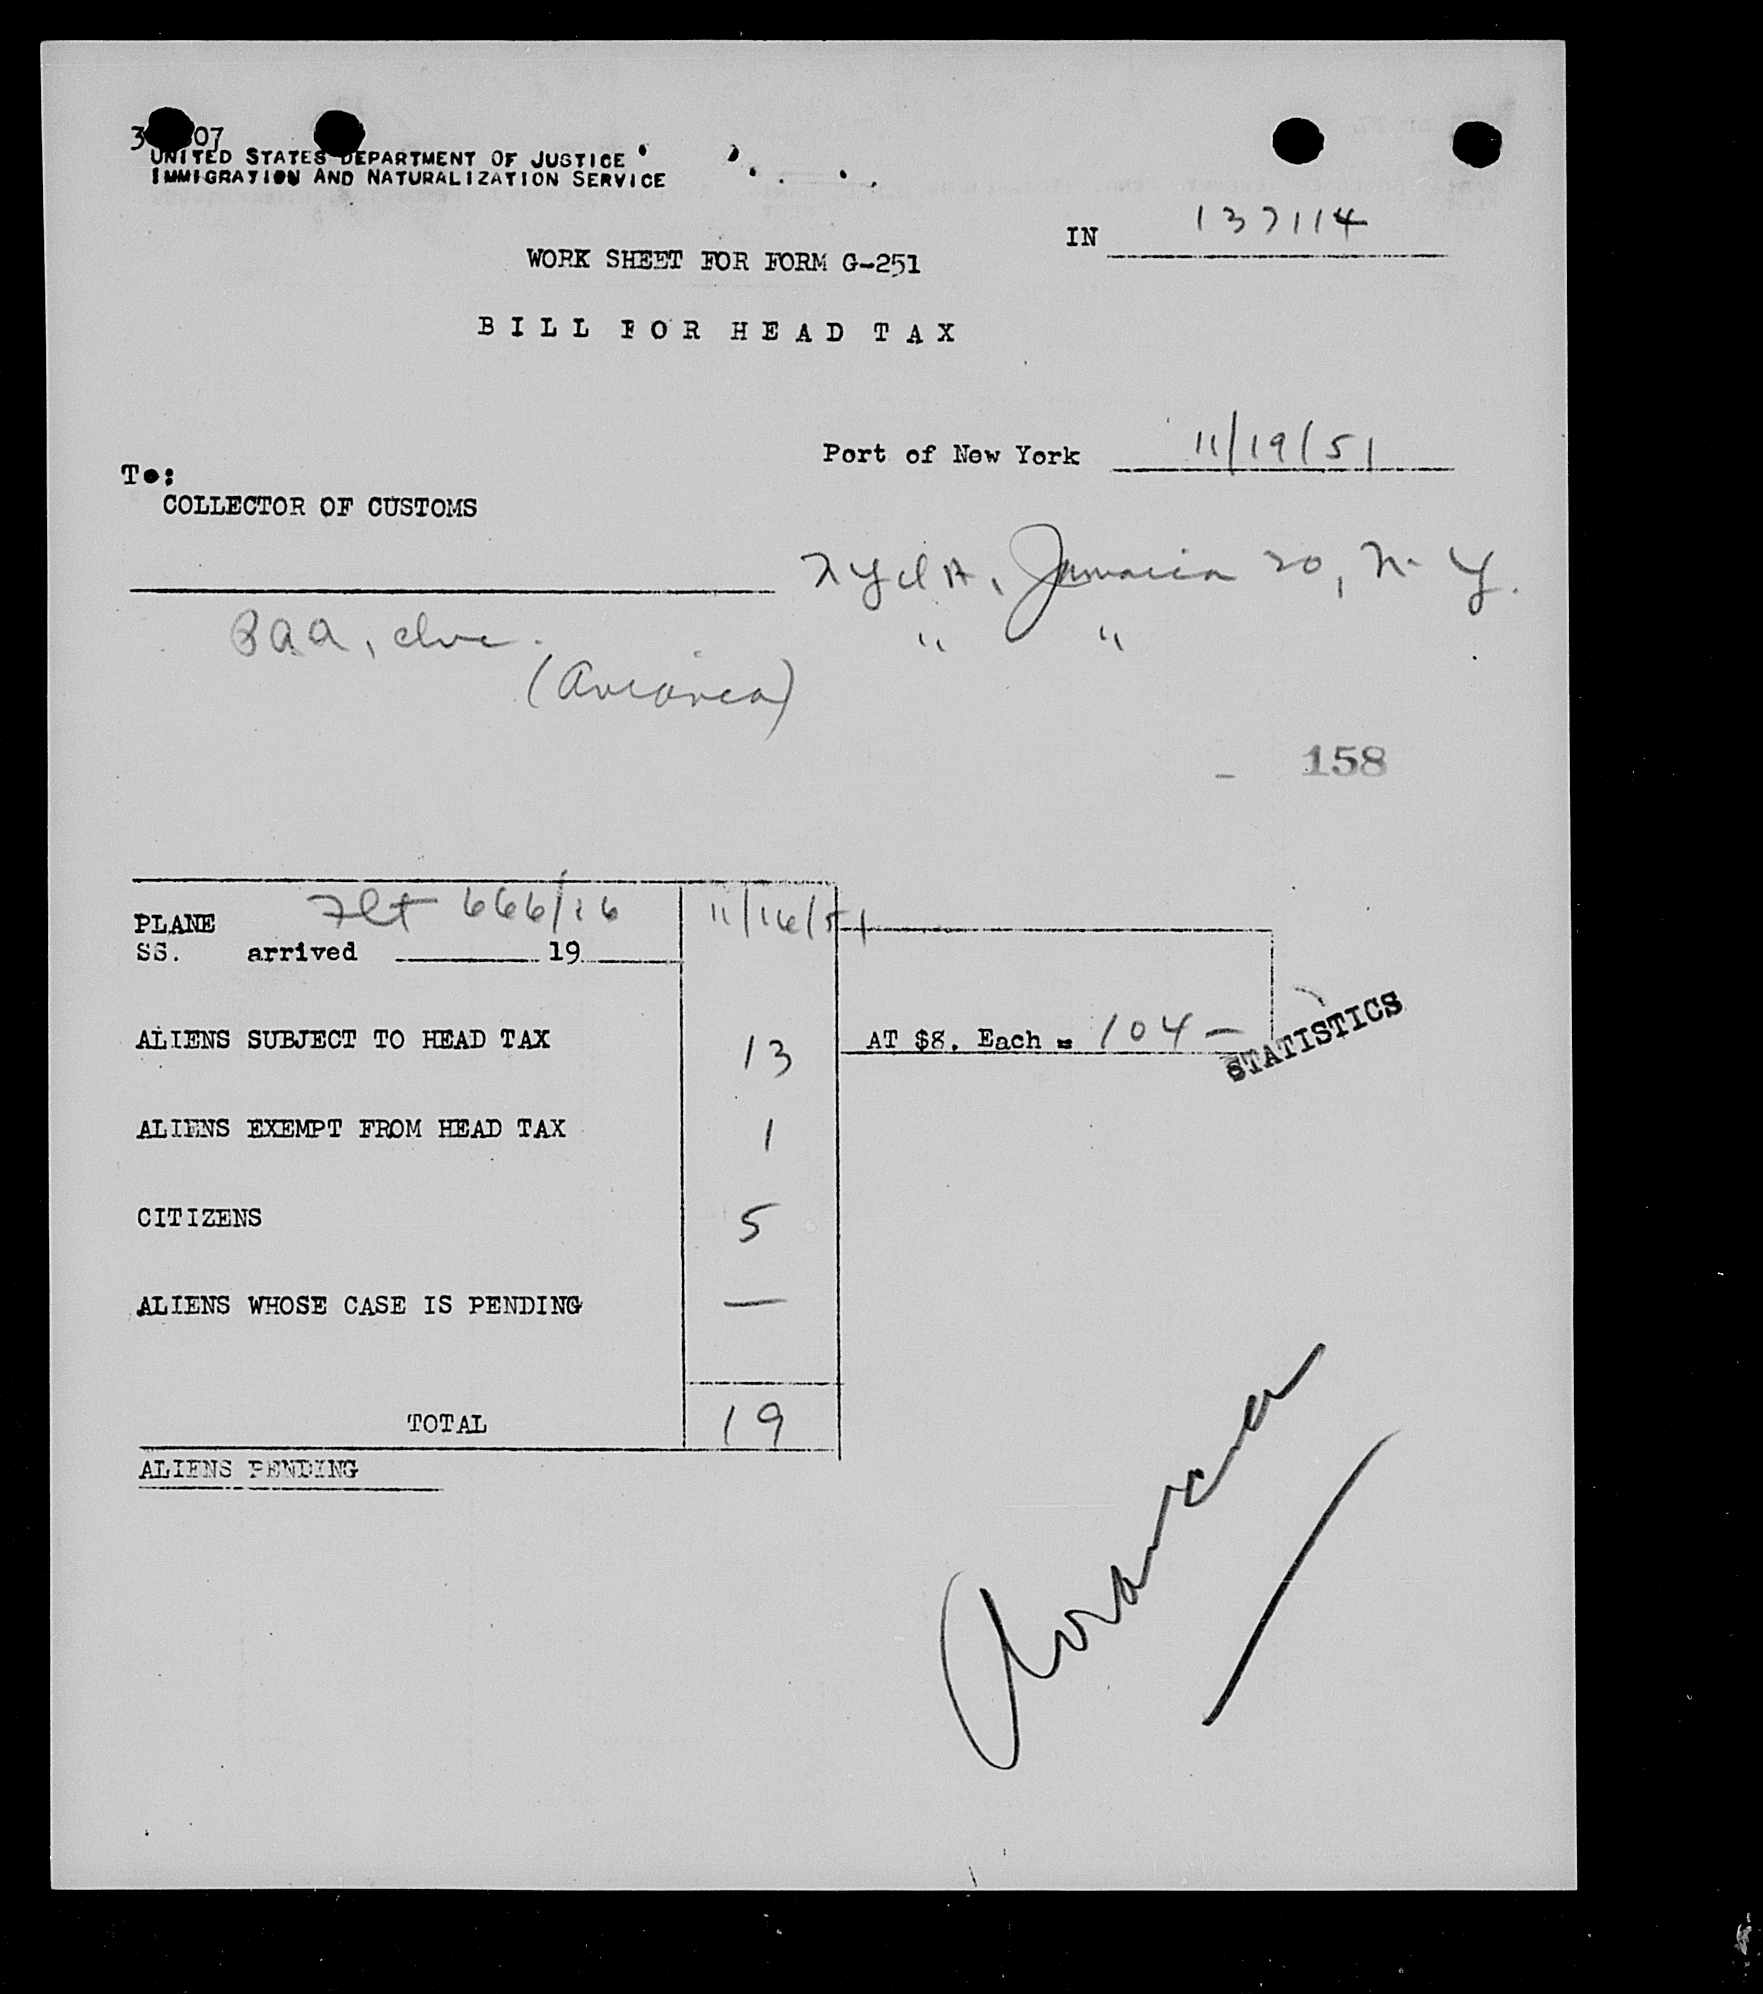 07
UNITED STATES DEPARTMENT OF JUSTICE
IMMIGRATION AND NATURALIZATION SERVICE
IN 137114
WORK SHEET FOR FORM G-251
BILL FOR HEAD TAX
Port of New York 11/19/51
To:
COLLECTOR OF CUSTOMS
Jamaica 20, N. Y.
PAA, Inc.
" "
(Avianca)
158
Flt 666/16 11/16/51
PLANE
SS. arrived 19
ALIENS SUBJECT TO HEAD TAX 13 AT $8. Each = 104 -
STATISTICS
ALIENS EXEMPT FROM HEAD TAX 1
CITIZENS 5
ALIENS WHOSE CASE IS PENDING —
TOTAL 19
ALIENS PENDING
Avianca